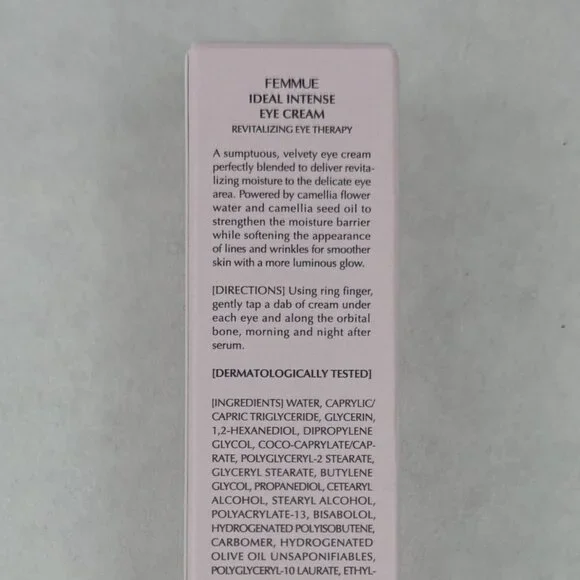 FEMMUE
IDEAL INTENSE
EYE CREAM
REVITALIZING EYE THERAPY
A sumptuous, velvety eye cream
perfectly blended to deliver revita-
lizing moisture to the delicate eye
area. Powered by camellia flower
water and camellia seed oil to
strengthen the moisture barrier
while softening the appearance
of lines and wrinkles for smoother
skin with a more luminous glow.
[DIRECTIONS] Using ring finger,
gently tap a dab of cream under
each eye and along the orbital
bone, morning and night after
serum.
[DERMATOLOGICALLY TESTED]
[INGREDIENTS] WATER, CAPRYLIC/
CAPRIC TRIGLYCERIDE, GLYCERIN,
1,2-HEXANEDIOL, DIPROPYLENE
GLYCOL, COCO-CAPRYLATE/CAP-
RATE, POLYGLYCERYL-2 STEARATE,
GLYCERYL STEARATE, BUTYLENE
GLYCOL, PROPANEDIOL, CETEARYL
ALCOHOL, STEARYL ALCOHOL,
POLYACRYLATE-13, BISABOLOL,
HYDROGENATED POLYISOBUTENE,
CARBOMER, HYDROGENATED
OLIVE OIL UNSAPONIFIABLES,
POLYGLYCERYL-10 LAURATE, ETHYL-